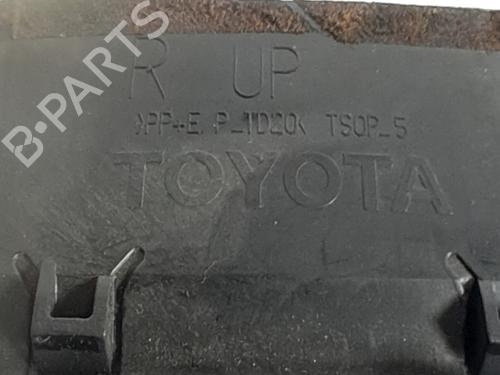 R UP
>PP+E P-TD20< TSOP-5
TOYOTA
B-PARTS